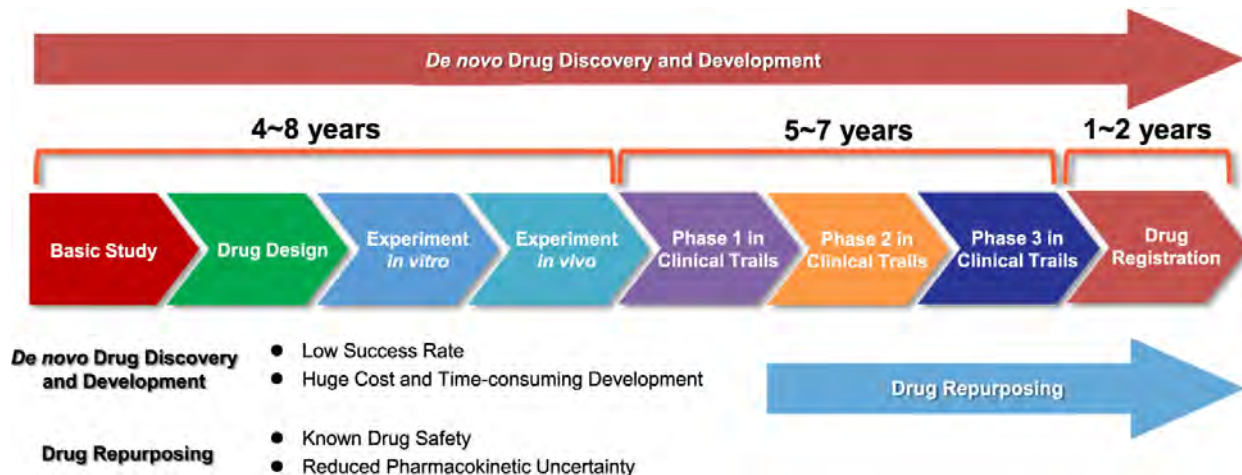 De novo Drug Discovery and Development
4~8 years
5~7 years
1~2 years
Basic Study
Drug Design
Experiment
in vitro
Experiment
in vivo
Phase 1 in
Clinical Trails
Phase 2 in
Clinical Trails
Phase 3 in
Clinical Trails
Drug
Registration
De novo Drug Discovery
and Development
● Low Success Rate
● Huge Cost and Time-consuming Development
Drug Repurposing
Drug Repurposing
● Known Drug Safety
● Reduced Pharmacokinetic Uncertainty